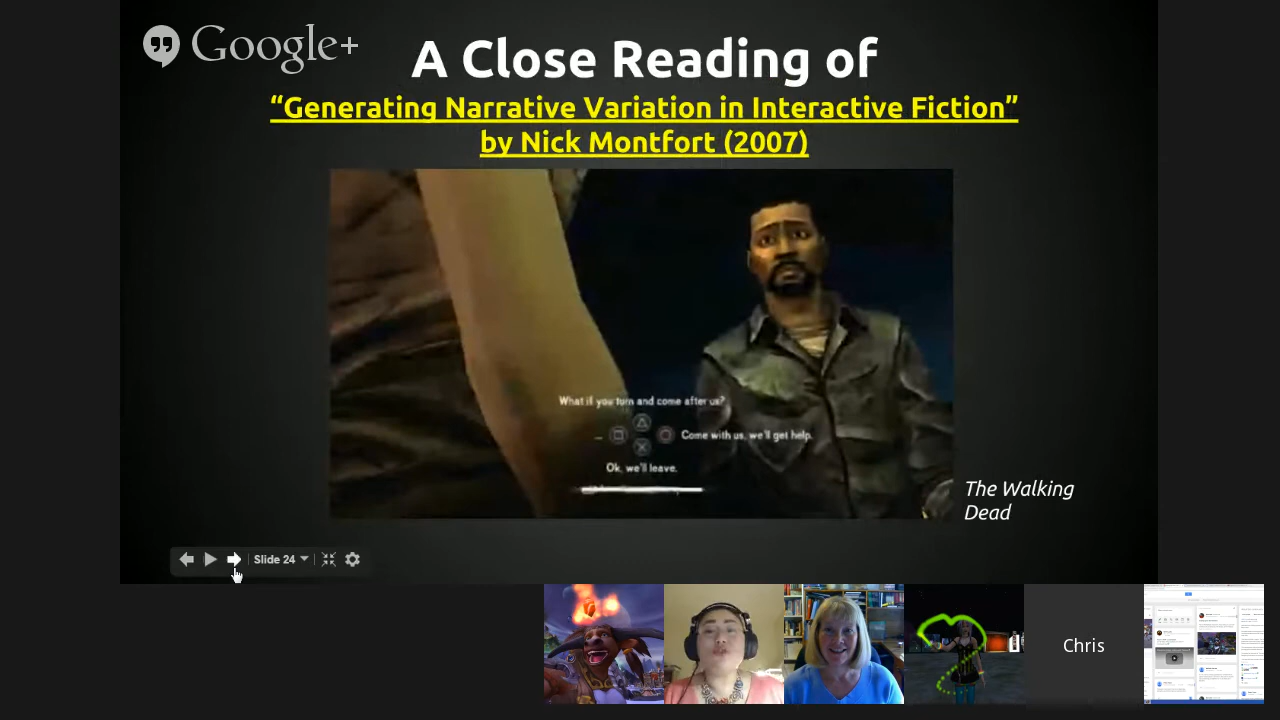 Google+
A Close Reading of
“Generating Narrative Variation in Interactive Fiction”
by Nick Montfort (2007)
What if you turn and come after us?
Come with us, we'll get help.
Ok, we'll leave.
The Walking
Dead
Slide 24
Chris